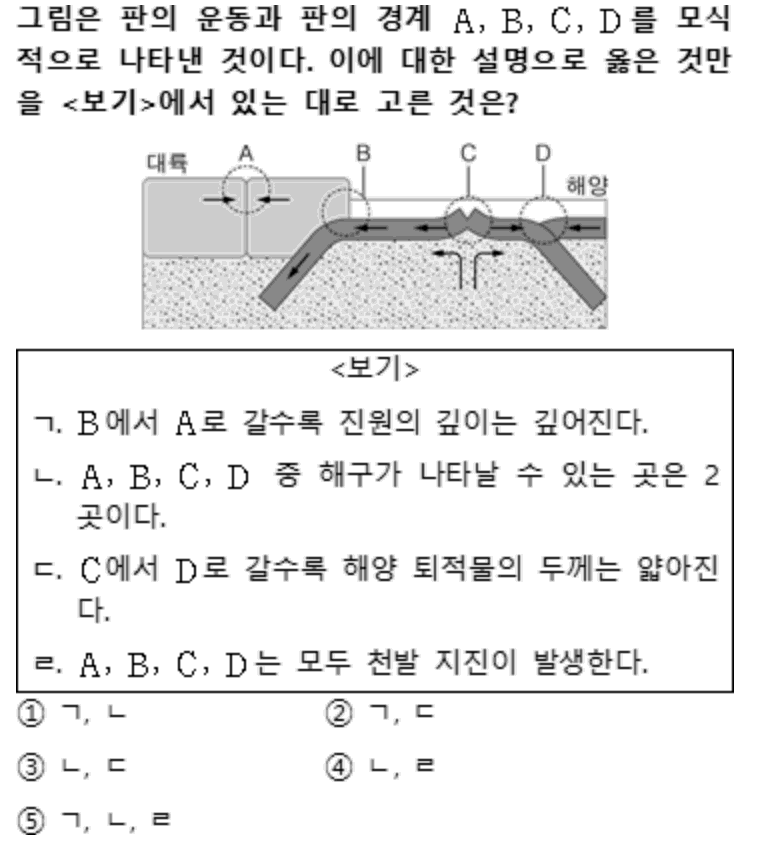 그림은 판의 운동과 판의 경계 A, B, C, D를 모식
적으로 나타낸 것이다. 이에 대한 설명으로 옳은 것만
을 <보기>에서 있는 대로 고른 것은?
대륙 A B C D 해양
<보기>
ㄱ. B에서 A로 갈수록 진원의 깊이는 깊어진다.
ㄴ. A, B, C, D 중 해구가 나타날 수 있는 곳은 2
곳이다.
ㄷ. C에서 D로 갈수록 해양 퇴적물의 두께는 얇아진
다.
ㄹ. A, B, C, D는 모두 천발 지진이 발생한다.
① ㄱ, ㄴ ② ㄱ, ㄷ
③ ㄴ, ㄷ ④ ㄴ, ㄹ
⑤ ㄱ, ㄴ, ㄹ